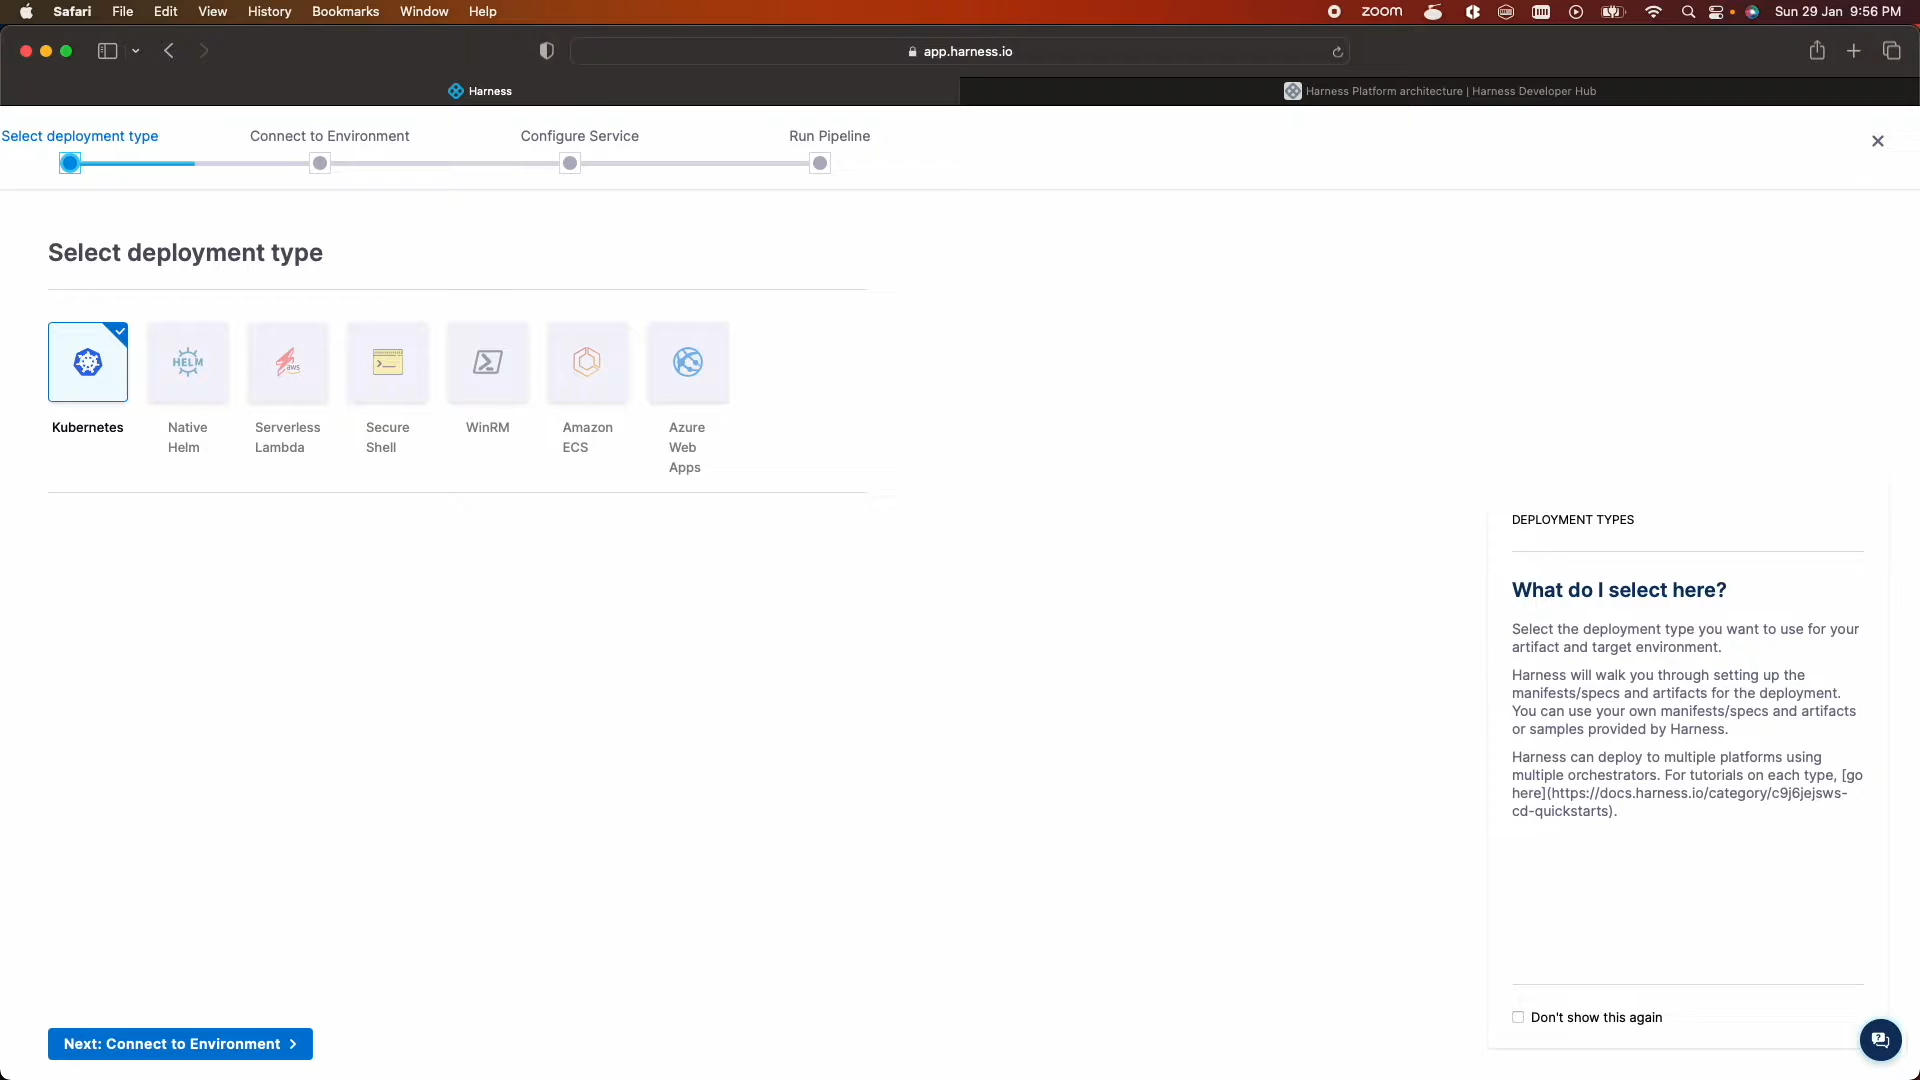 Safari File Edit View History Bookmarks Window Help
zoom
Sun 29 Jan 9:56 PM
app.harness.io
Harness
Harness Platform architecture | Harness Developer Hub
Select deployment type
Connect to Environment
Configure Service
Run Pipeline
Select deployment type
HELM
aws
Kubernetes
Native
Helm
Serverless
Lambda
Secure
Shell
WinRM
Amazon
ECS
Azure
Web
Apps
DEPLOYMENT TYPES
What do I select here?
Select the deployment type you want to use for your
artifact and target environment.
Harness will walk you through setting up the
manifests/specs and artifacts for the deployment.
You can use your own manifests/specs and artifacts
or samples provided by Harness.
Harness can deploy to multiple platforms using
multiple orchestrators. For tutorials on each type, [go
here](https://docs.harness.io/category/c9j6jejsws-
cd-quickstarts).
Don't show this again
Next: Connect to Environment